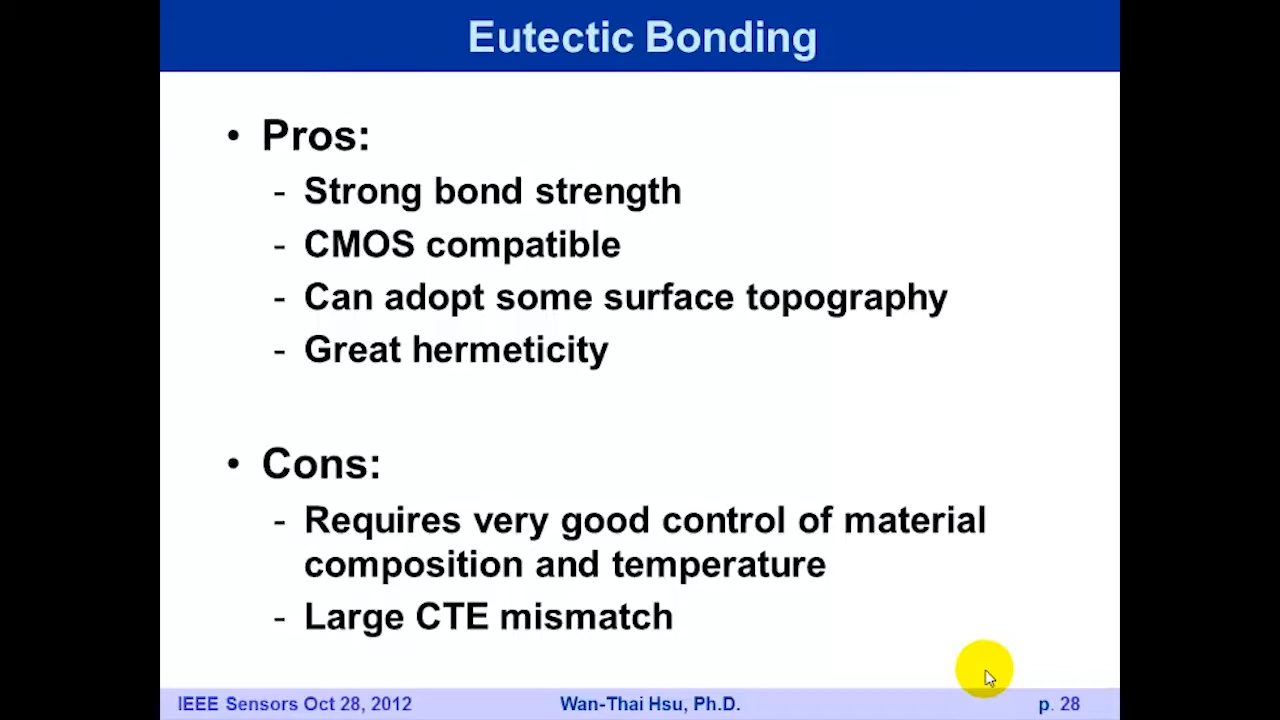 Eutectic Bonding
• Pros:
- Strong bond strength
- CMOS compatible
- Can adopt some surface topography
- Great hermeticity
• Cons:
- Requires very good control of material
composition and temperature
- Large CTE mismatch
IEEE Sensors Oct 28, 2012 Wan-Thai Hsu, Ph.D. p. 28